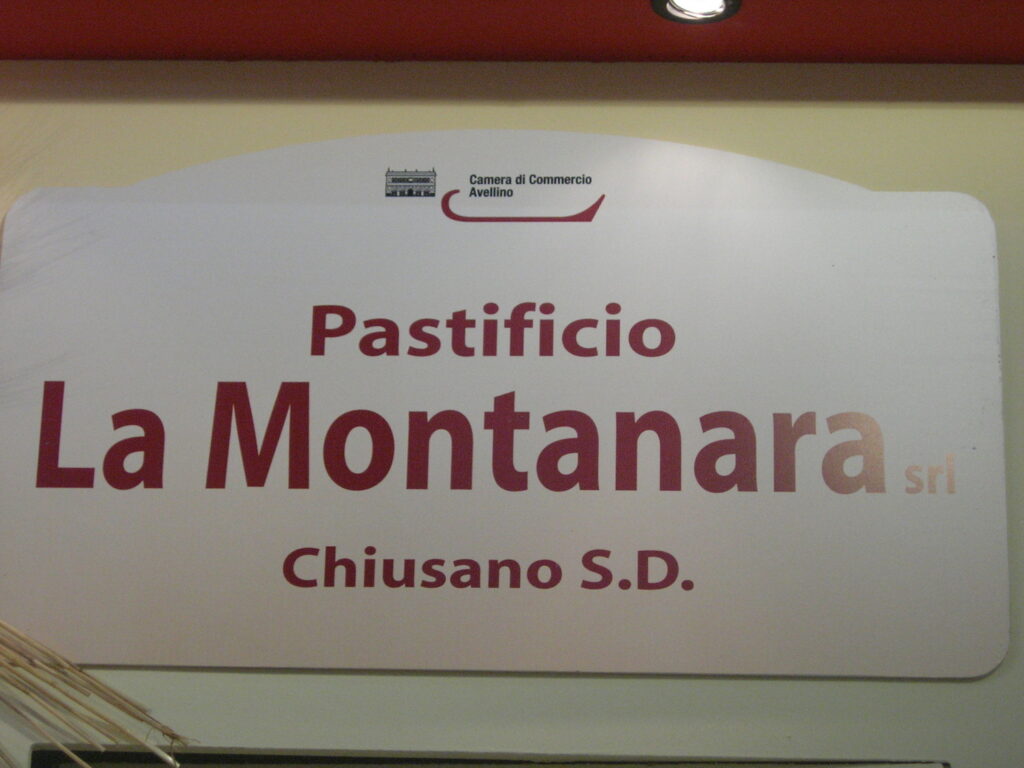 Camera di Commercio
Avellino
Pastificio
La Montanara srl
Chiusano S.D.